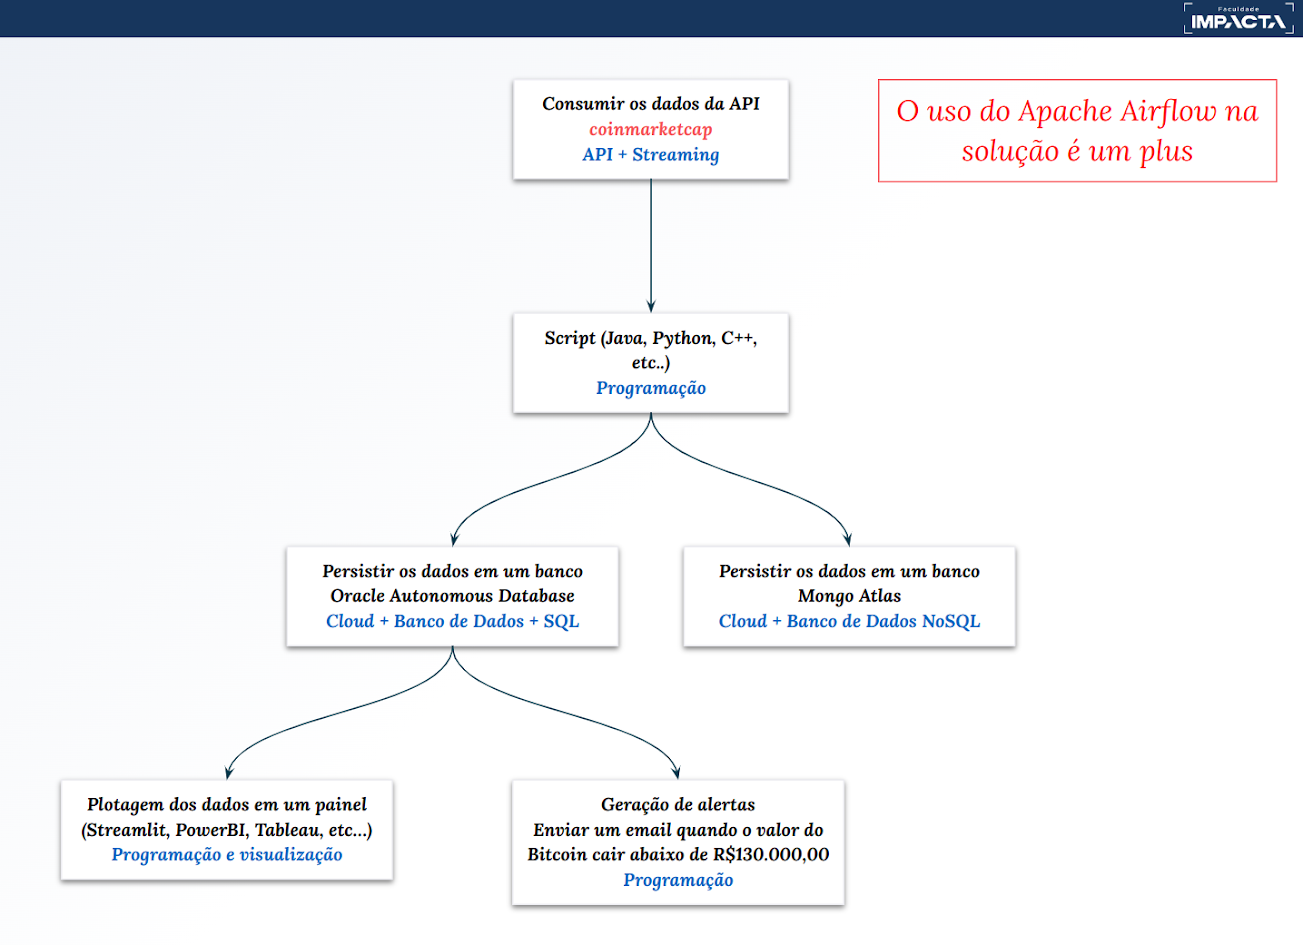 Faculdade
IMPACTA
Consumir os dados da API
coinmarketcap
API + Streaming
O uso do Apache Airflow na
solução é um plus
Script (Java, Python, C++,
etc..)
Programação
Persistir os dados em um banco
Oracle Autonomous Database
Cloud + Banco de Dados + SQL
Persistir os dados em um banco
Mongo Atlas
Cloud + Banco de Dados NoSQL
Plotagem dos dados em um painel
(Streamlit, PowerBI, Tableau, etc...)
Programação e visualização
Geração de alertas
Enviar um email quando o valor do
Bitcoin cair abaixo de R$130.000,00
Programação